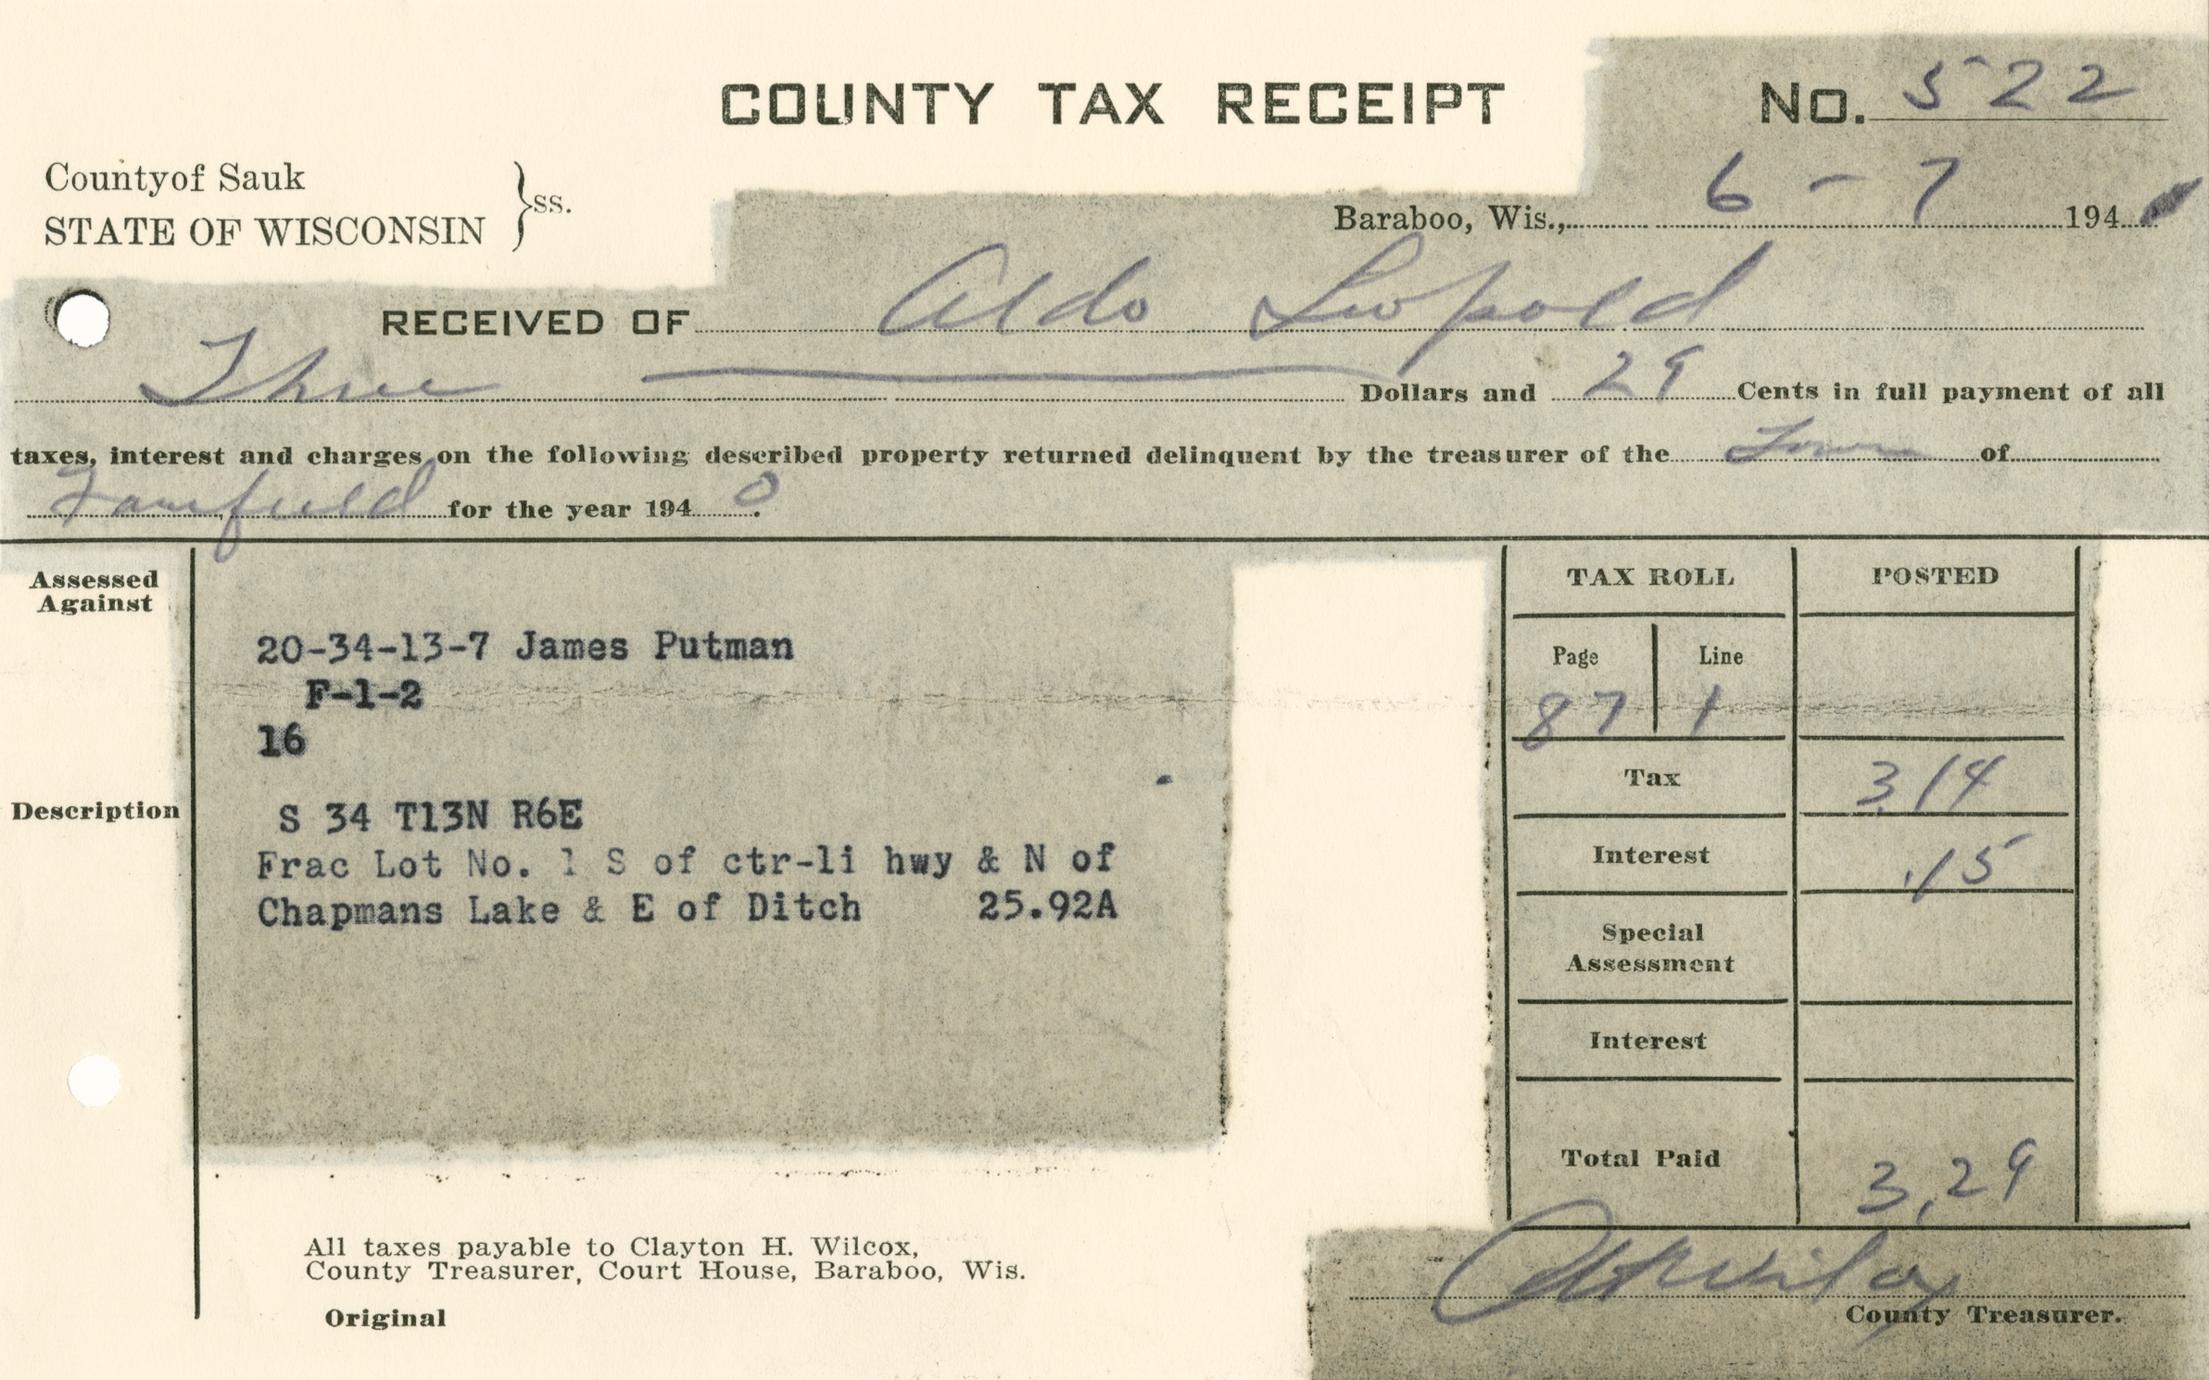 COUNTY TAX RECEIPT No. 522
Countyof Sauk
STATE OF WISCONSIN } ss.
Baraboo, Wis., 6 - 7 194
RECEIVED OF Aldo Leopold
Three Dollars and 29 Cents in full payment of all
taxes, interest and charges on the following described property returned delinquent by the treasurer of the Town of
Fairfield for the year 1940.
Assessed
Against
20-34-13-7 James Putman
F-1-2
16
Description
S 34 T13N R6E
Frac Lot No. 1 S of ctr-li hwy & N of
Chapmans Lake & E of Ditch 25.92A
TAX ROLL POSTED
Page Line
87 1
Tax 3.14
Interest .15
Special
Assessment
Interest
Total Paid 3.29
All taxes payable to Clayton H. Wilcox,
County Treasurer, Court House, Baraboo, Wis.
Original
CH Wilcox
County Treasurer.